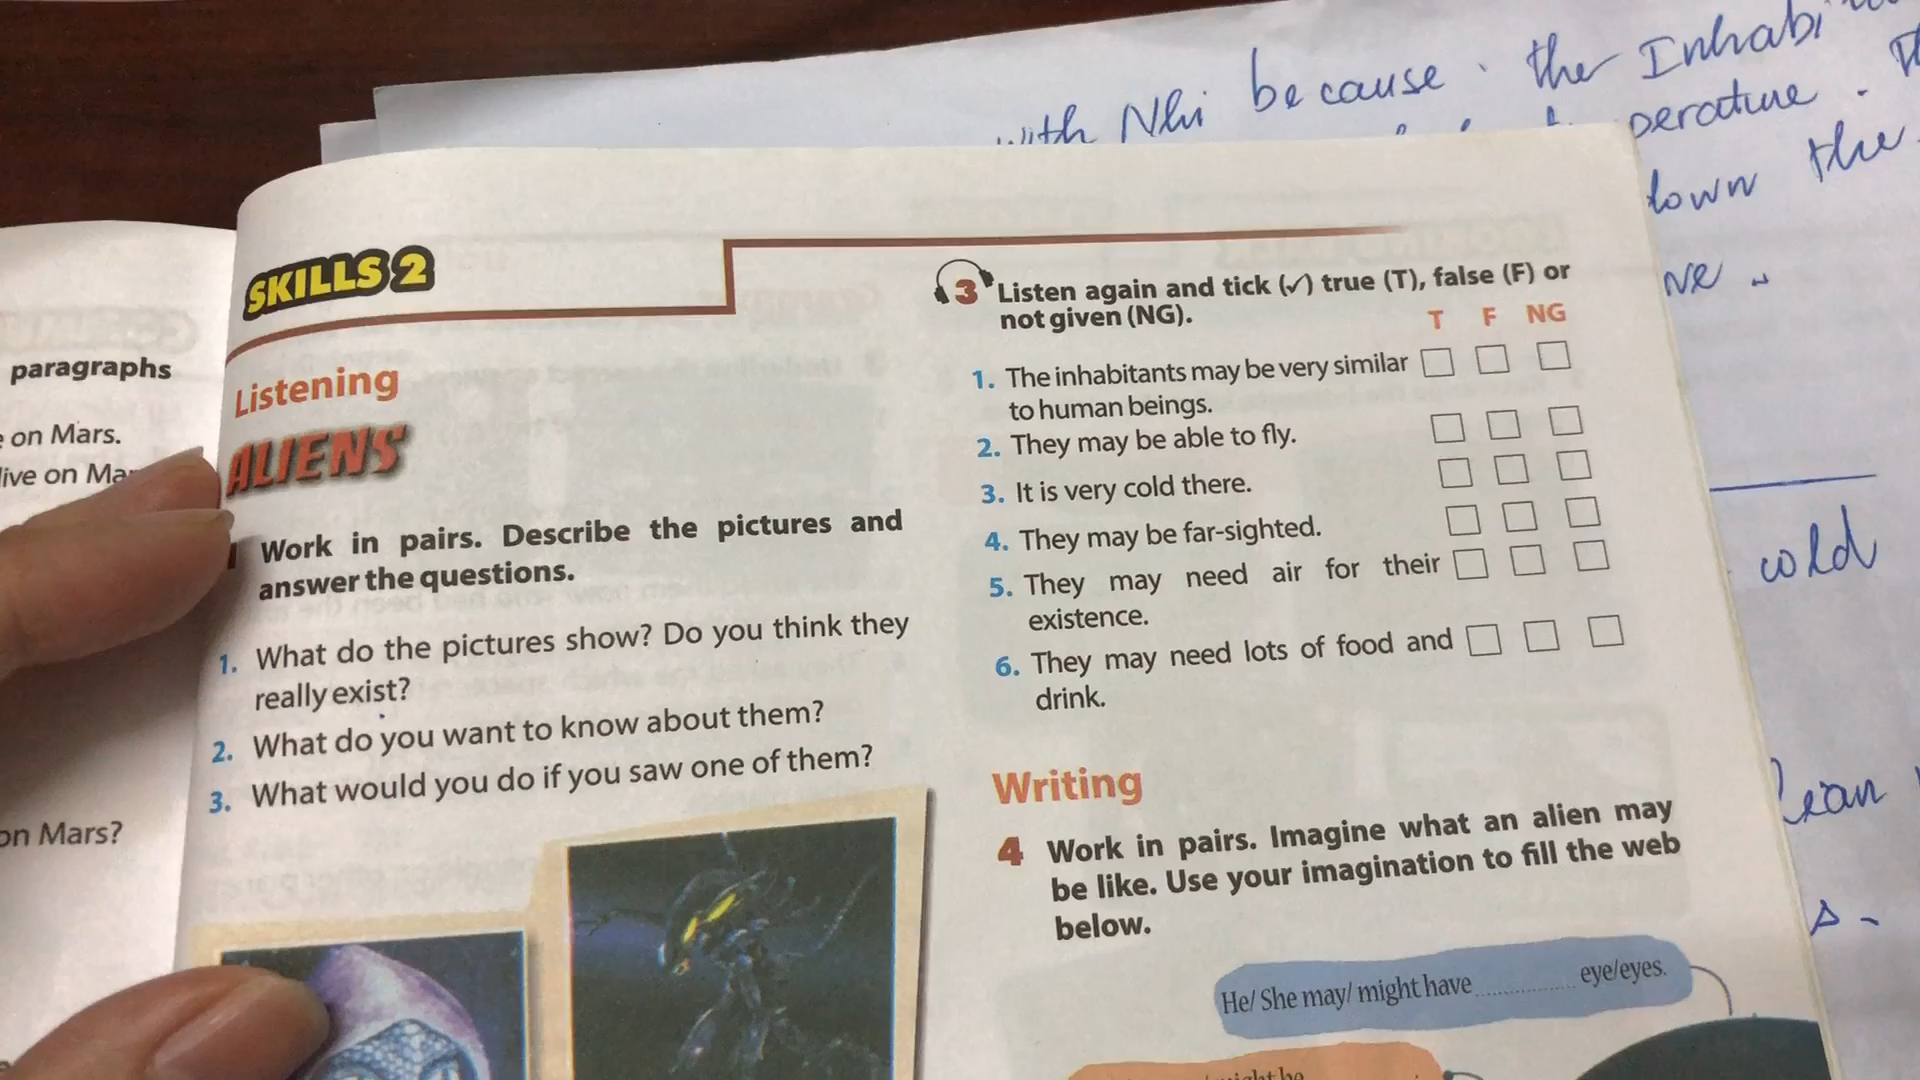 with Nhi because the Inhabi
perature.
down the
ve
cold
paragraphs
on Mars.
live on
on Mars?
SKILLS 2
Listening
ALIENS
Work in pairs. Describe the pictures and
answer the questions.
1. What do the pictures show? Do you think they
really exist?
2. What do you want to know about them?
3. What would you do if you saw one of them?
3 Listen again and tick (✓) true (T), false (F) or
not given (NG).
T F NG
1. The inhabitants may be very similar
to human beings.
2. They may be able to fly.
3. It is very cold there.
4. They may be far-sighted.
5. They may need air for their
existence.
6. They may need lots of food and
drink.
Writing
4 Work in pairs. Imagine what an alien may
be like. Use your imagination to fill the web
below.
He/ She may/ might have ............... eye/eyes.